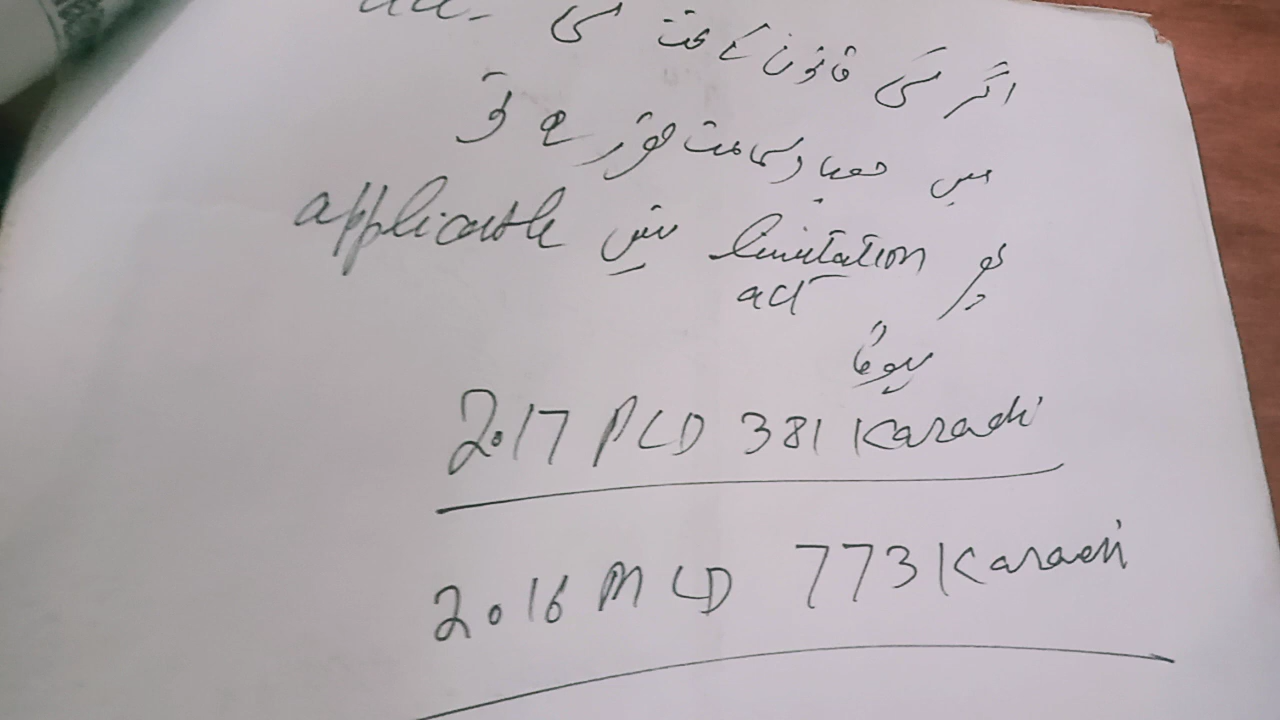 اگر کسی قانون کے تحت کسی
میں معیاد سماعت مقرر ہے تو
تو limitation نہیں applicable
act
ہوگا
2017 PLD 381 Karachi
2016 MLD 773 Karachi